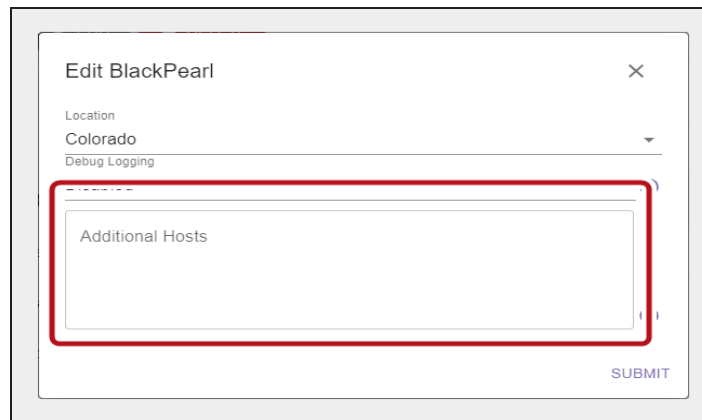 Edit BlackPearl
Location
Colorado
Debug Logging
Additional Hosts
SUBMIT